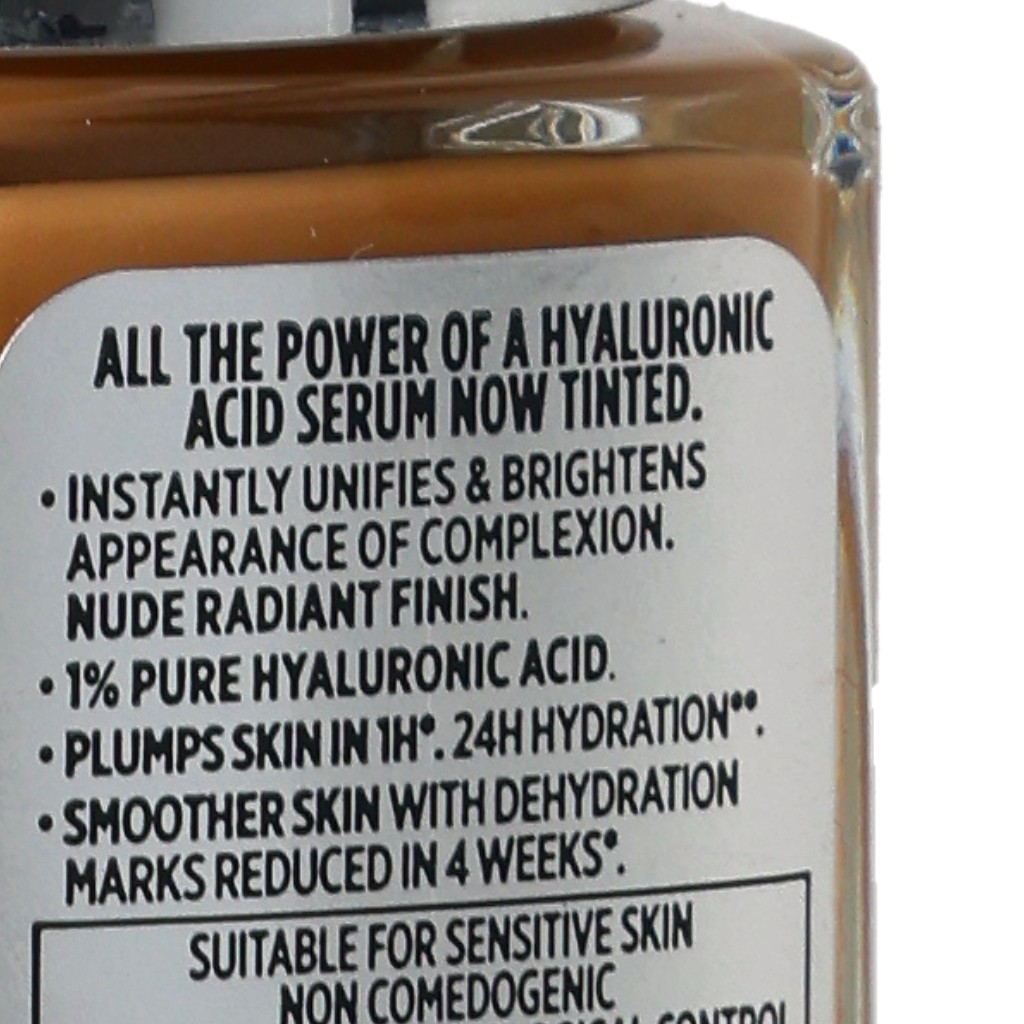 ALL THE POWER OF A HYALURONIC
ACID SERUM NOW TINTED.
• INSTANTLY UNIFIES & BRIGHTENS
APPEARANCE OF COMPLEXION.
NUDE RADIANT FINISH.
• 1% PURE HYALURONIC ACID.
• PLUMPS SKIN IN 1H*. 24H HYDRATION**.
• SMOOTHER SKIN WITH DEHYDRATION
MARKS REDUCED IN 4 WEEKS*.
SUITABLE FOR SENSITIVE SKIN
NON COMEDOGENIC
CONTROL